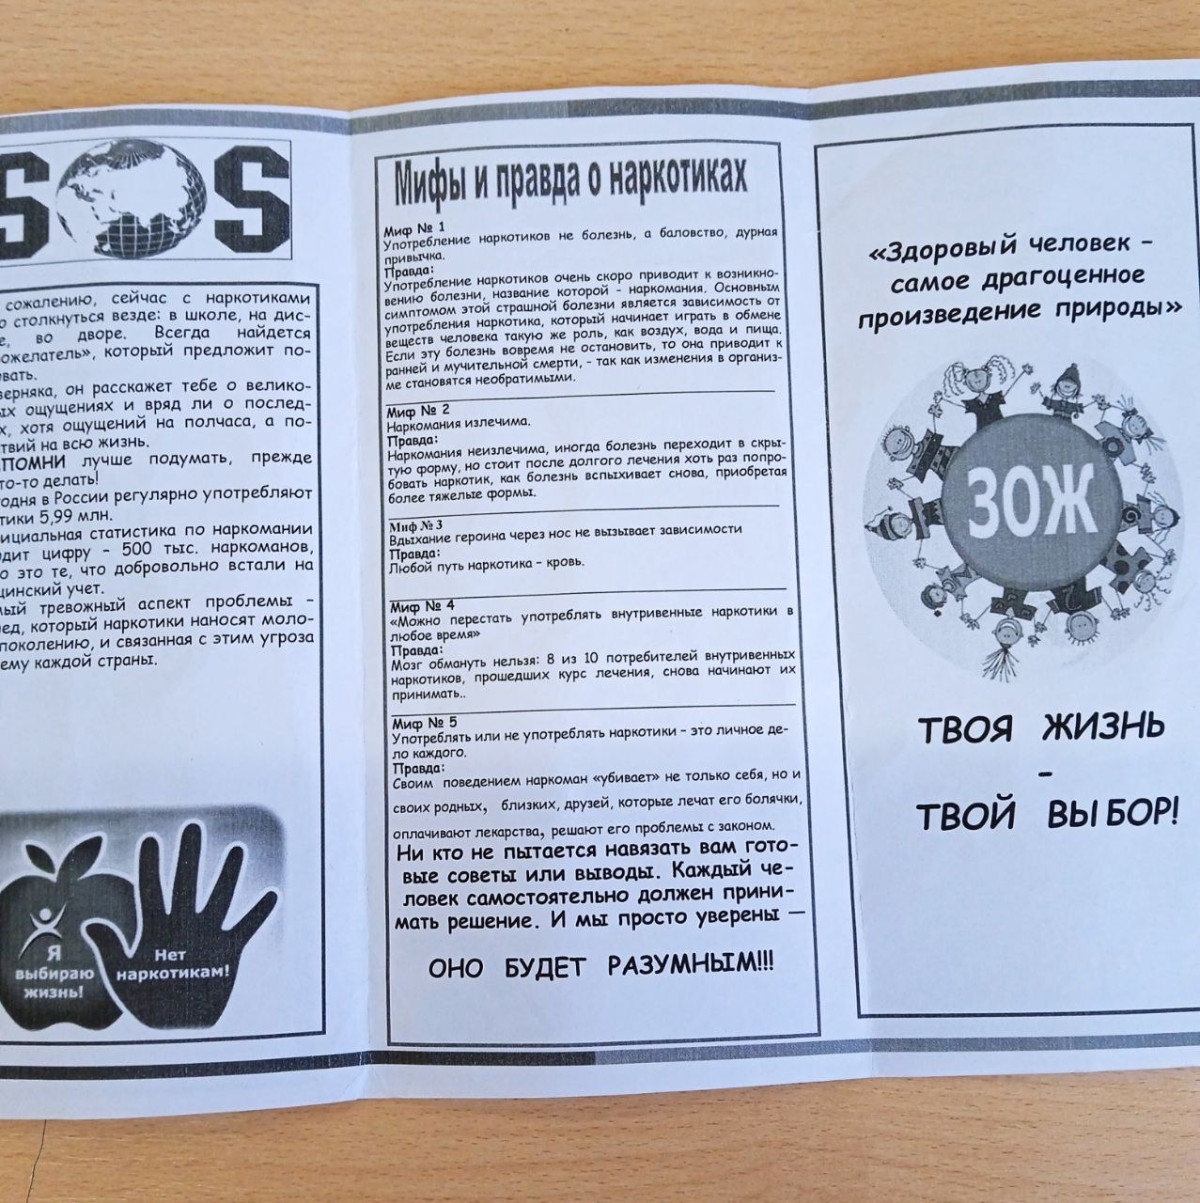 SOS
сожалению, сейчас с наркотиками
столкнуться везде: в школе, на дис-
во дворе. Всегда найдется
который предложит по-
он расскажет тебе о велико-
ощущениях и вряд ли о послед-
хотя ощущений на полчаса, а по-
на всю жизнь.
лучше подумать, прежде
делать!
в России регулярно употребляют
5,99 млн.
статистика по наркомании
цифру – 500 тыс. наркоманов,
это те, что добровольно встали на
учет.
тревожный аспект проблемы –
который наркотики наносят моло-
поколению, и связанная с этим угроза
каждой страны.
Я
выбираю
жизнь!
Нет
наркотикам!
Мифы и правда о наркотиках
Миф № 1
Употребление наркотиков не болезнь, а баловство, дурная
привычка.
Правда:
Употребление наркотиков очень скоро приводит к возникно-
вению болезни, название которой - наркомания. Основным
симптомом этой страшной болезни является зависимость от
употребления наркотика, который начинает играть в обмене
веществ человека такую же роль, как воздух, вода и пища.
Если эту болезнь вовремя не остановить, то она приводит к
ранней и мучительной смерти, - так как изменения в организ-
ме становятся необратимыми.
Миф № 2
Наркомания излечима.
Правда:
Наркомания неизлечима, иногда болезнь переходит в скры-
тую форму, но стоит после долгого лечения хоть раз попро-
бовать наркотик, как болезнь вспыхивает снова, приобретая
более тяжелые формы.
Миф № 3
Вдыхание героина через нос не вызывает зависимости
Правда:
Любой путь наркотика – кровь.
Миф № 4
«Можно перестать употреблять внутривенные наркотики в
любое время»
Правда:
Мозг обмануть нельзя: 8 из 10 потребителей внутривенных
наркотиков, прошедших курс лечения, снова начинают их
принимать..
Миф № 5
Употреблять или не употреблять наркотики – это личное де-
ло каждого.
Правда:
Своим поведением наркоман «убивает» не только себя, но и
своих родных, близких, друзей, которые лечат его болячки,
оплачивают лекарства, решают его проблемы с законом.
Ни кто не пытается навязать вам гото-
вые советы или выводы. Каждый че-
ловек самостоятельно должен прини-
мать решение. И мы просто уверены —
ОНО БУДЕТ РАЗУМНЫМ!!!
«Здоровый человек –
самое драгоценное
произведение природы»
ЗОЖ
ТВОЯ ЖИЗНЬ
–
ТВОЙ ВЫБОР!